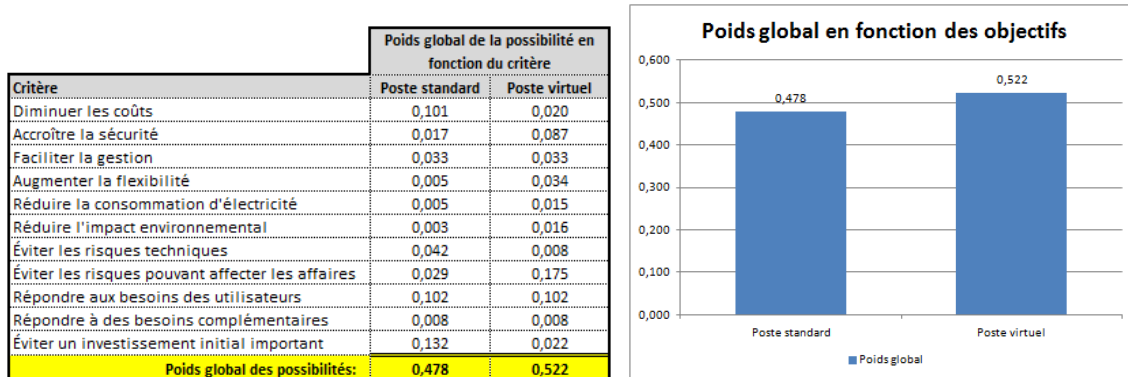 Poids global de la possibilité en
fonction du critère
Critère Poste standard Poste virtuel
Diminuer les coûts 0,101 0,020
Accroître la sécurité 0,017 0,087
Faciliter la gestion 0,033 0,033
Augmenter la flexibilité 0,005 0,034
Réduire la consommation d'électricité 0,005 0,015
Réduire l'impact environnemental 0,003 0,016
Éviter les risques techniques 0,042 0,008
Éviter les risques pouvant affecter les affaires 0,029 0,175
Répondre aux besoins des utilisateurs 0,102 0,102
Répondre à des besoins complémentaires 0,008 0,008
Éviter un investissement initial important 0,132 0,022
Poids global des possibilités: 0,478 0,522
Poids global en fonction des objectifs
0,600
0,500
0,400
0,300
0,200
0,100
0,000
0,478
0,522
Poste standard Poste virtuel
Poids global